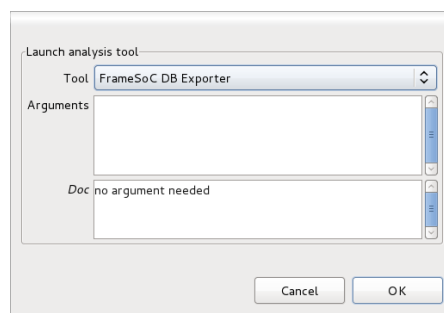 Launch analysis tool
Tool FrameSoC DB Exporter
Arguments
Doc no argument needed
Cancel OK